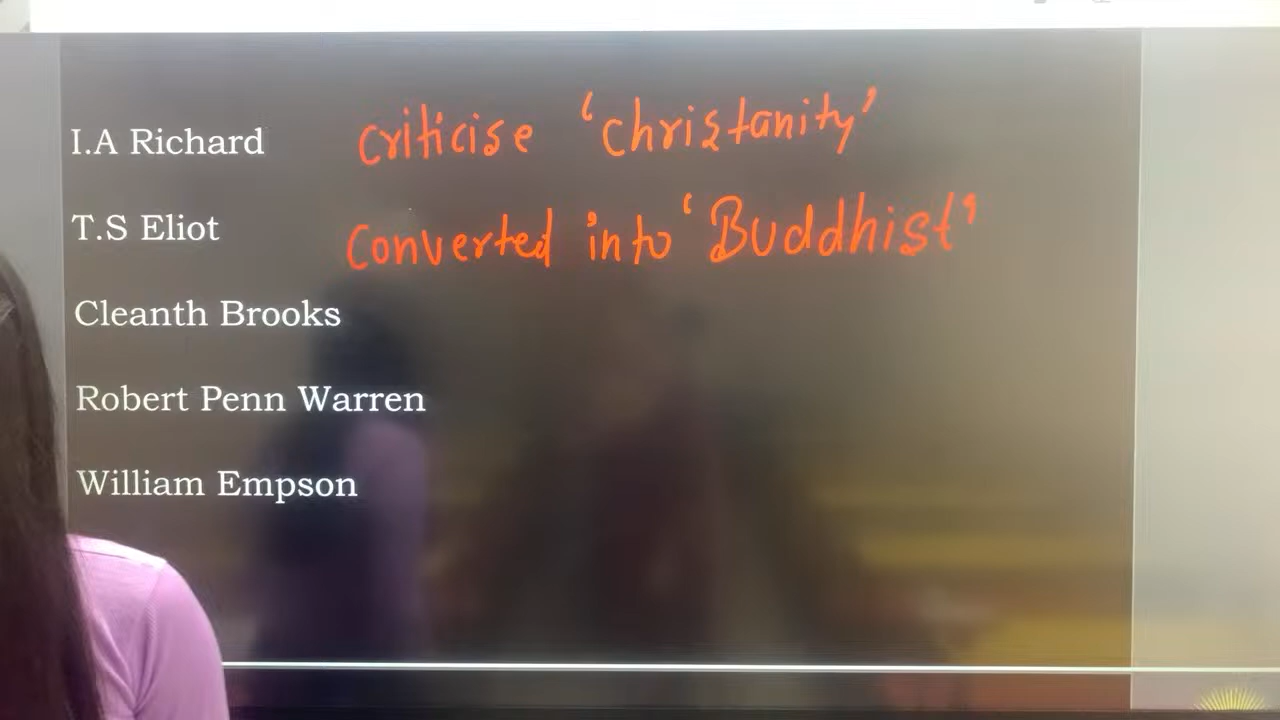 I.A Richard criticise 'christanity'
T.S Eliot converted into 'Buddhist'
Cleanth Brooks
Robert Penn Warren
William Empson